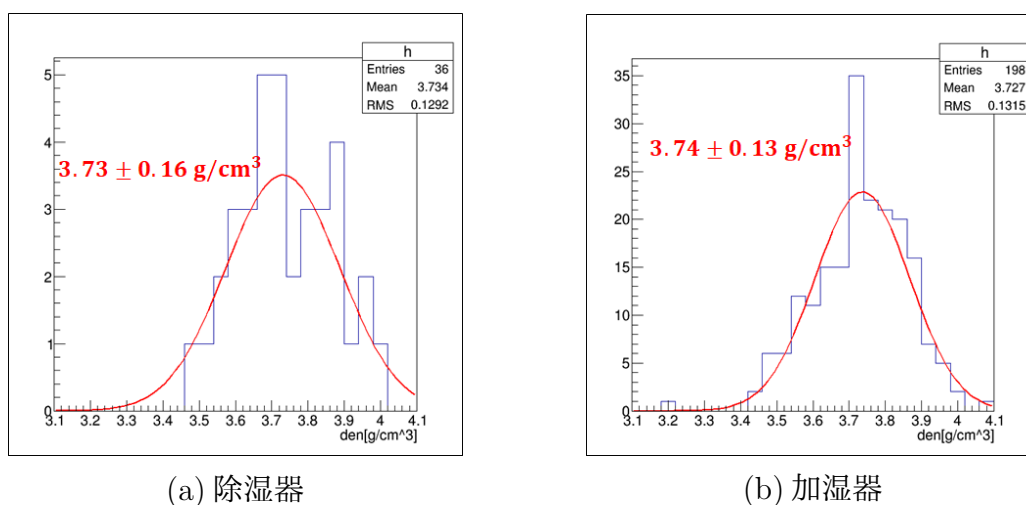 h
Entries 36
Mean 3.734
RMS 0.1292
3.73 ± 0.16 g/cm³
5
4
3
2
1
0
3.1 3.2 3.3 3.4 3.5 3.6 3.7 3.8 3.9 4 4.1
den[g/cm^3]
(a) 除湿器
h
Entries 198
Mean 3.727
RMS 0.1315
3.74 ± 0.13 g/cm³
35
30
25
20
15
10
5
0
3.1 3.2 3.3 3.4 3.5 3.6 3.7 3.8 3.9 4 4.1
den[g/cm^3]
(b) 加湿器